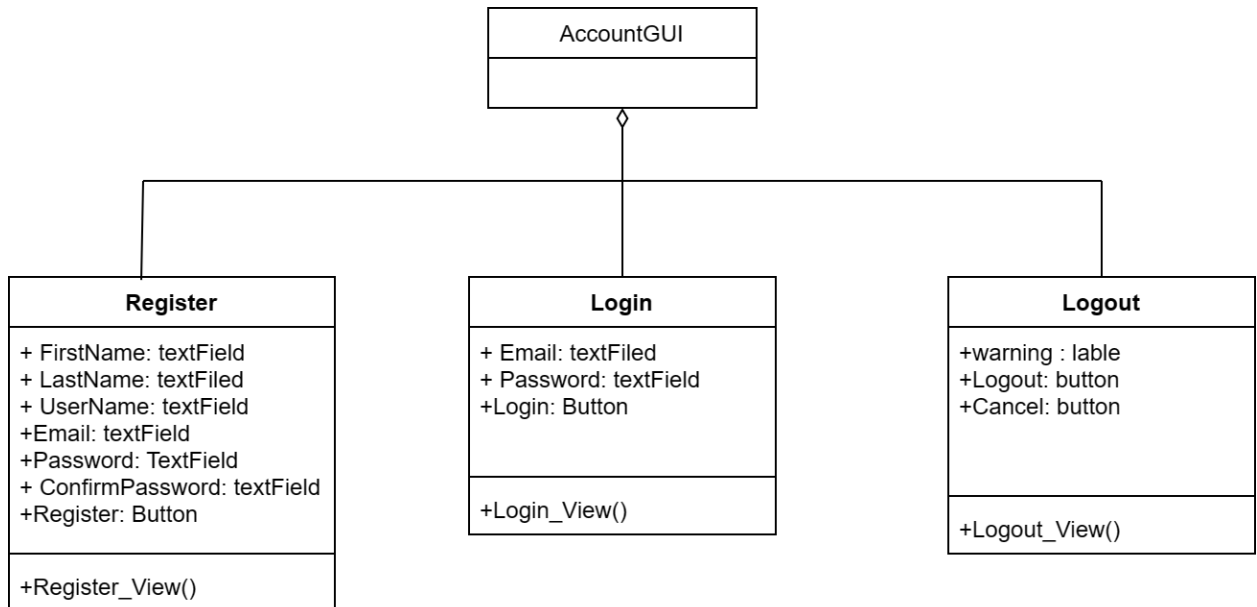 AccountGUI
Register
+ FirstName: textField
+ LastName: textFiled
+ UserName: textField
+Email: textField
+Password: TextField
+ ConfirmPassword: textField
+Register: Button
+Register_View()
Login
+ Email: textFiled
+ Password: textField
+Login: Button
+Login_View()
Logout
+warning : lable
+Logout: button
+Cancel: button
+Logout_View()